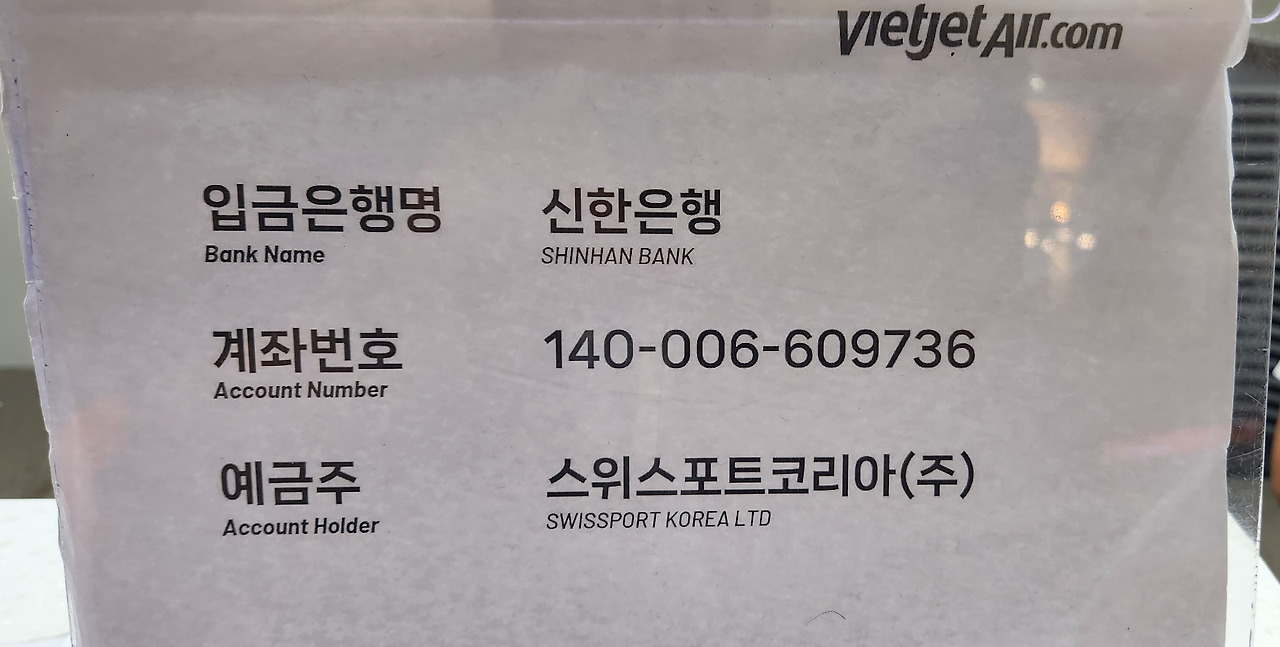 vietjetAir.com
입금은행명 신한은행
Bank Name SHINHAN BANK
계좌번호 140-006-609736
Account Number
예금주 스위스포트코리아(주)
Account Holder SWISSPORT KOREA LTD